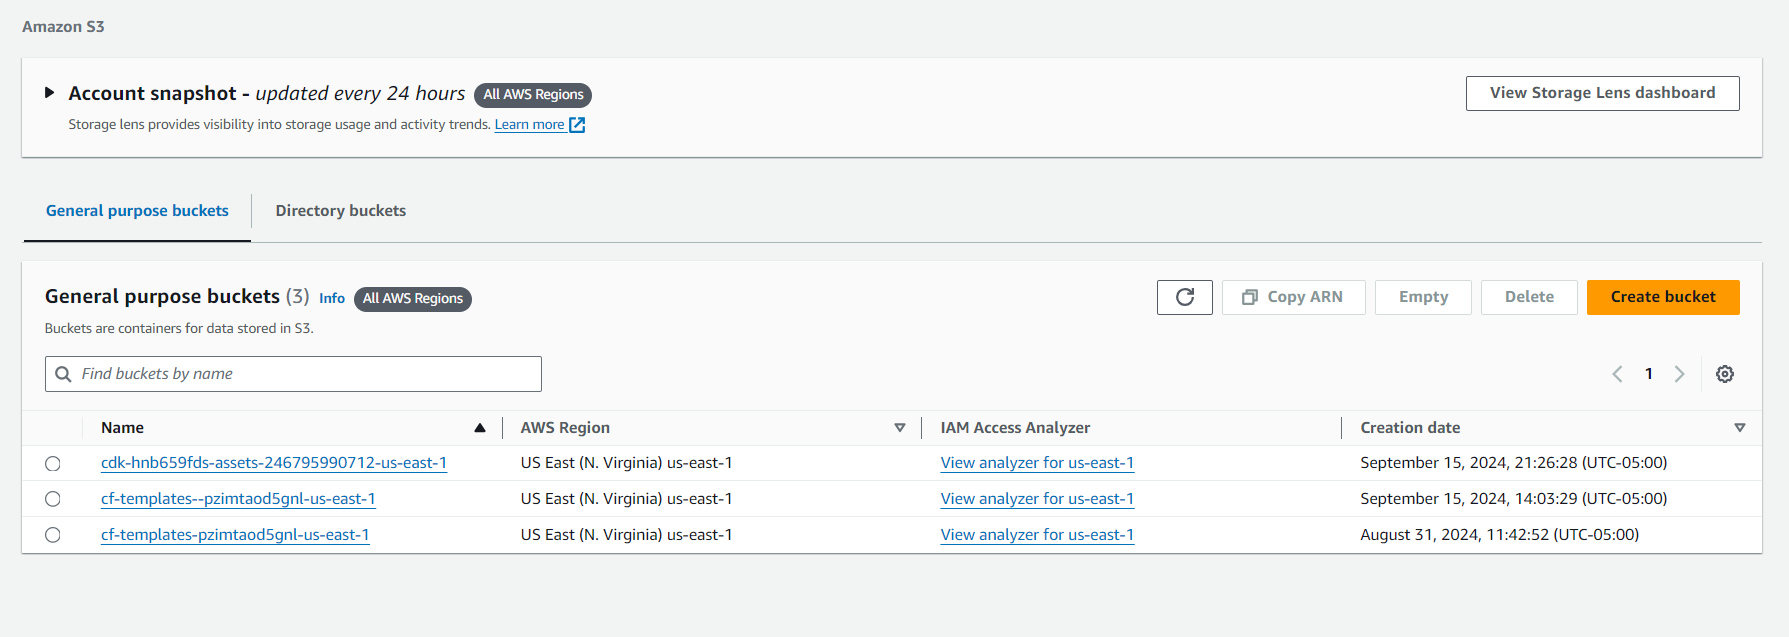 Amazon S3
Account snapshot - updated every 24 hours All AWS Regions
View Storage Lens dashboard
Storage lens provides visibility into storage usage and activity trends. Learn more
General purpose buckets Directory buckets
General purpose buckets (3) Info All AWS Regions
Copy ARN Empty Delete Create bucket
Buckets are containers for data stored in S3.
Find buckets by name
1
Name AWS Region IAM Access Analyzer Creation date
cdk-hnb659fds-assets-246795990712-us-east-1 US East (N. Virginia) us-east-1 View analyzer for us-east-1 September 15, 2024, 21:26:28 (UTC-05:00)
cf-templates--pzimtaod5gnl-us-east-1 US East (N. Virginia) us-east-1 View analyzer for us-east-1 September 15, 2024, 14:03:29 (UTC-05:00)
cf-templates-pzimtaod5gnl-us-east-1 US East (N. Virginia) us-east-1 View analyzer for us-east-1 August 31, 2024, 11:42:52 (UTC-05:00)